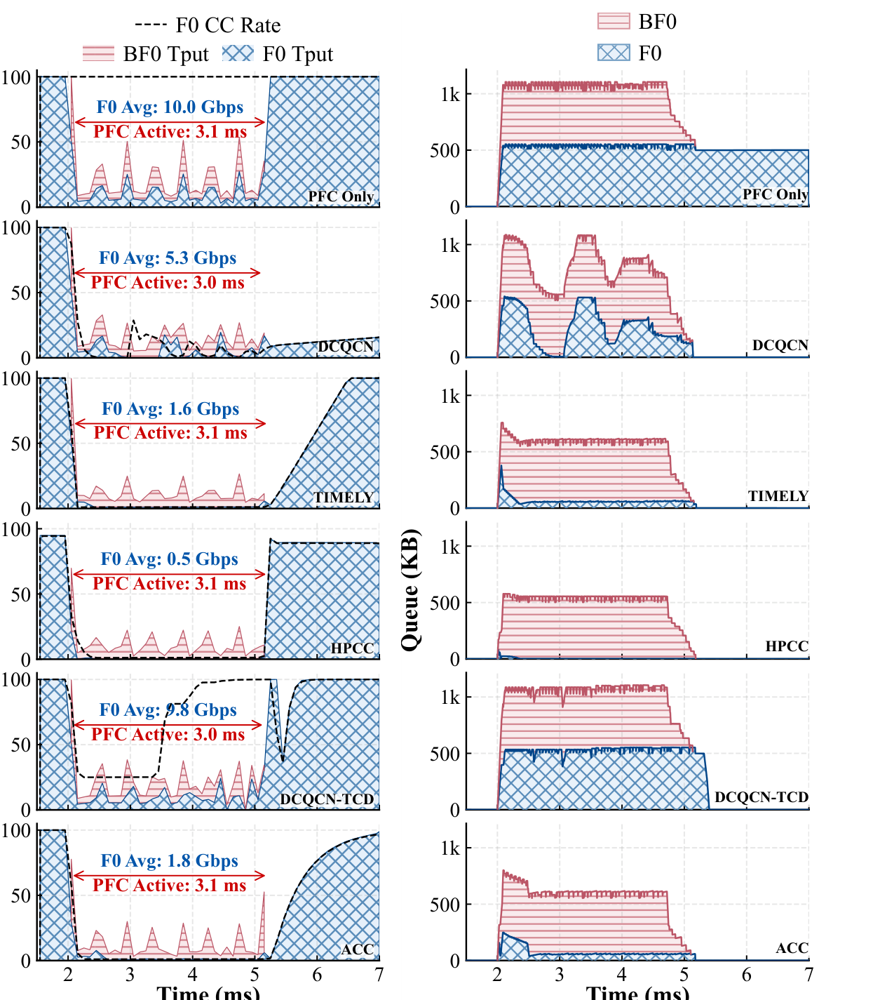 F0 CC Rate
BF0 Tput F0 Tput
100
50
0
F0 Avg: 10.0 Gbps
PFC Active: 3.1 ms
PFC Only
100
50
0
F0 Avg: 5.3 Gbps
PFC Active: 3.0 ms
DCQCN
100
50
0
F0 Avg: 1.6 Gbps
PFC Active: 3.1 ms
TIMELY
100
50
0
F0 Avg: 0.5 Gbps
PFC Active: 3.1 ms
HPCC
100
50
0
F0 Avg: 9.8 Gbps
PFC Active: 3.0 ms
DCQCN-TCD
100
50
0
F0 Avg: 1.8 Gbps
PFC Active: 3.1 ms
ACC
2 3 4 5 6 7
Time (ms)
BF0
F0
Queue (KB)
1k
500
0
PFC Only
1k
500
0
DCQCN
1k
500
0
TIMELY
1k
500
0
HPCC
1k
500
0
DCQCN-TCD
1k
500
0
ACC
2 3 4 5 6 7
Time (ms)